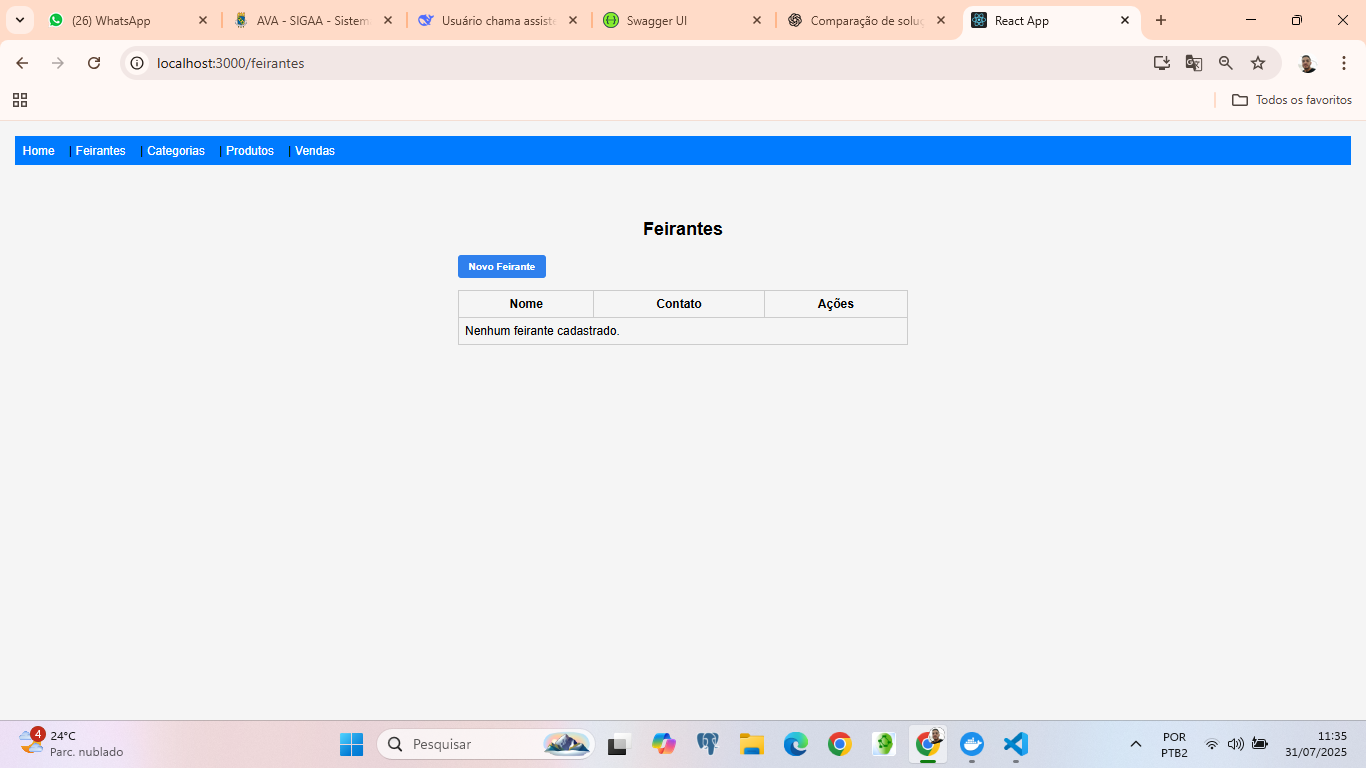 (26) WhatsApp
AVA - SIGAA - Sistem
Usuário chama assiste
Swagger UI
Comparação de soluç
React App
localhost:3000/feirantes
Todos os favoritos
Home | Feirantes | Categorias | Produtos | Vendas
Feirantes
Novo Feirante
Nome Contato Ações
Nenhum feirante cadastrado.
4
24°C
Parc. nublado
Pesquisar
POR
PTB2
11:35
31/07/2025